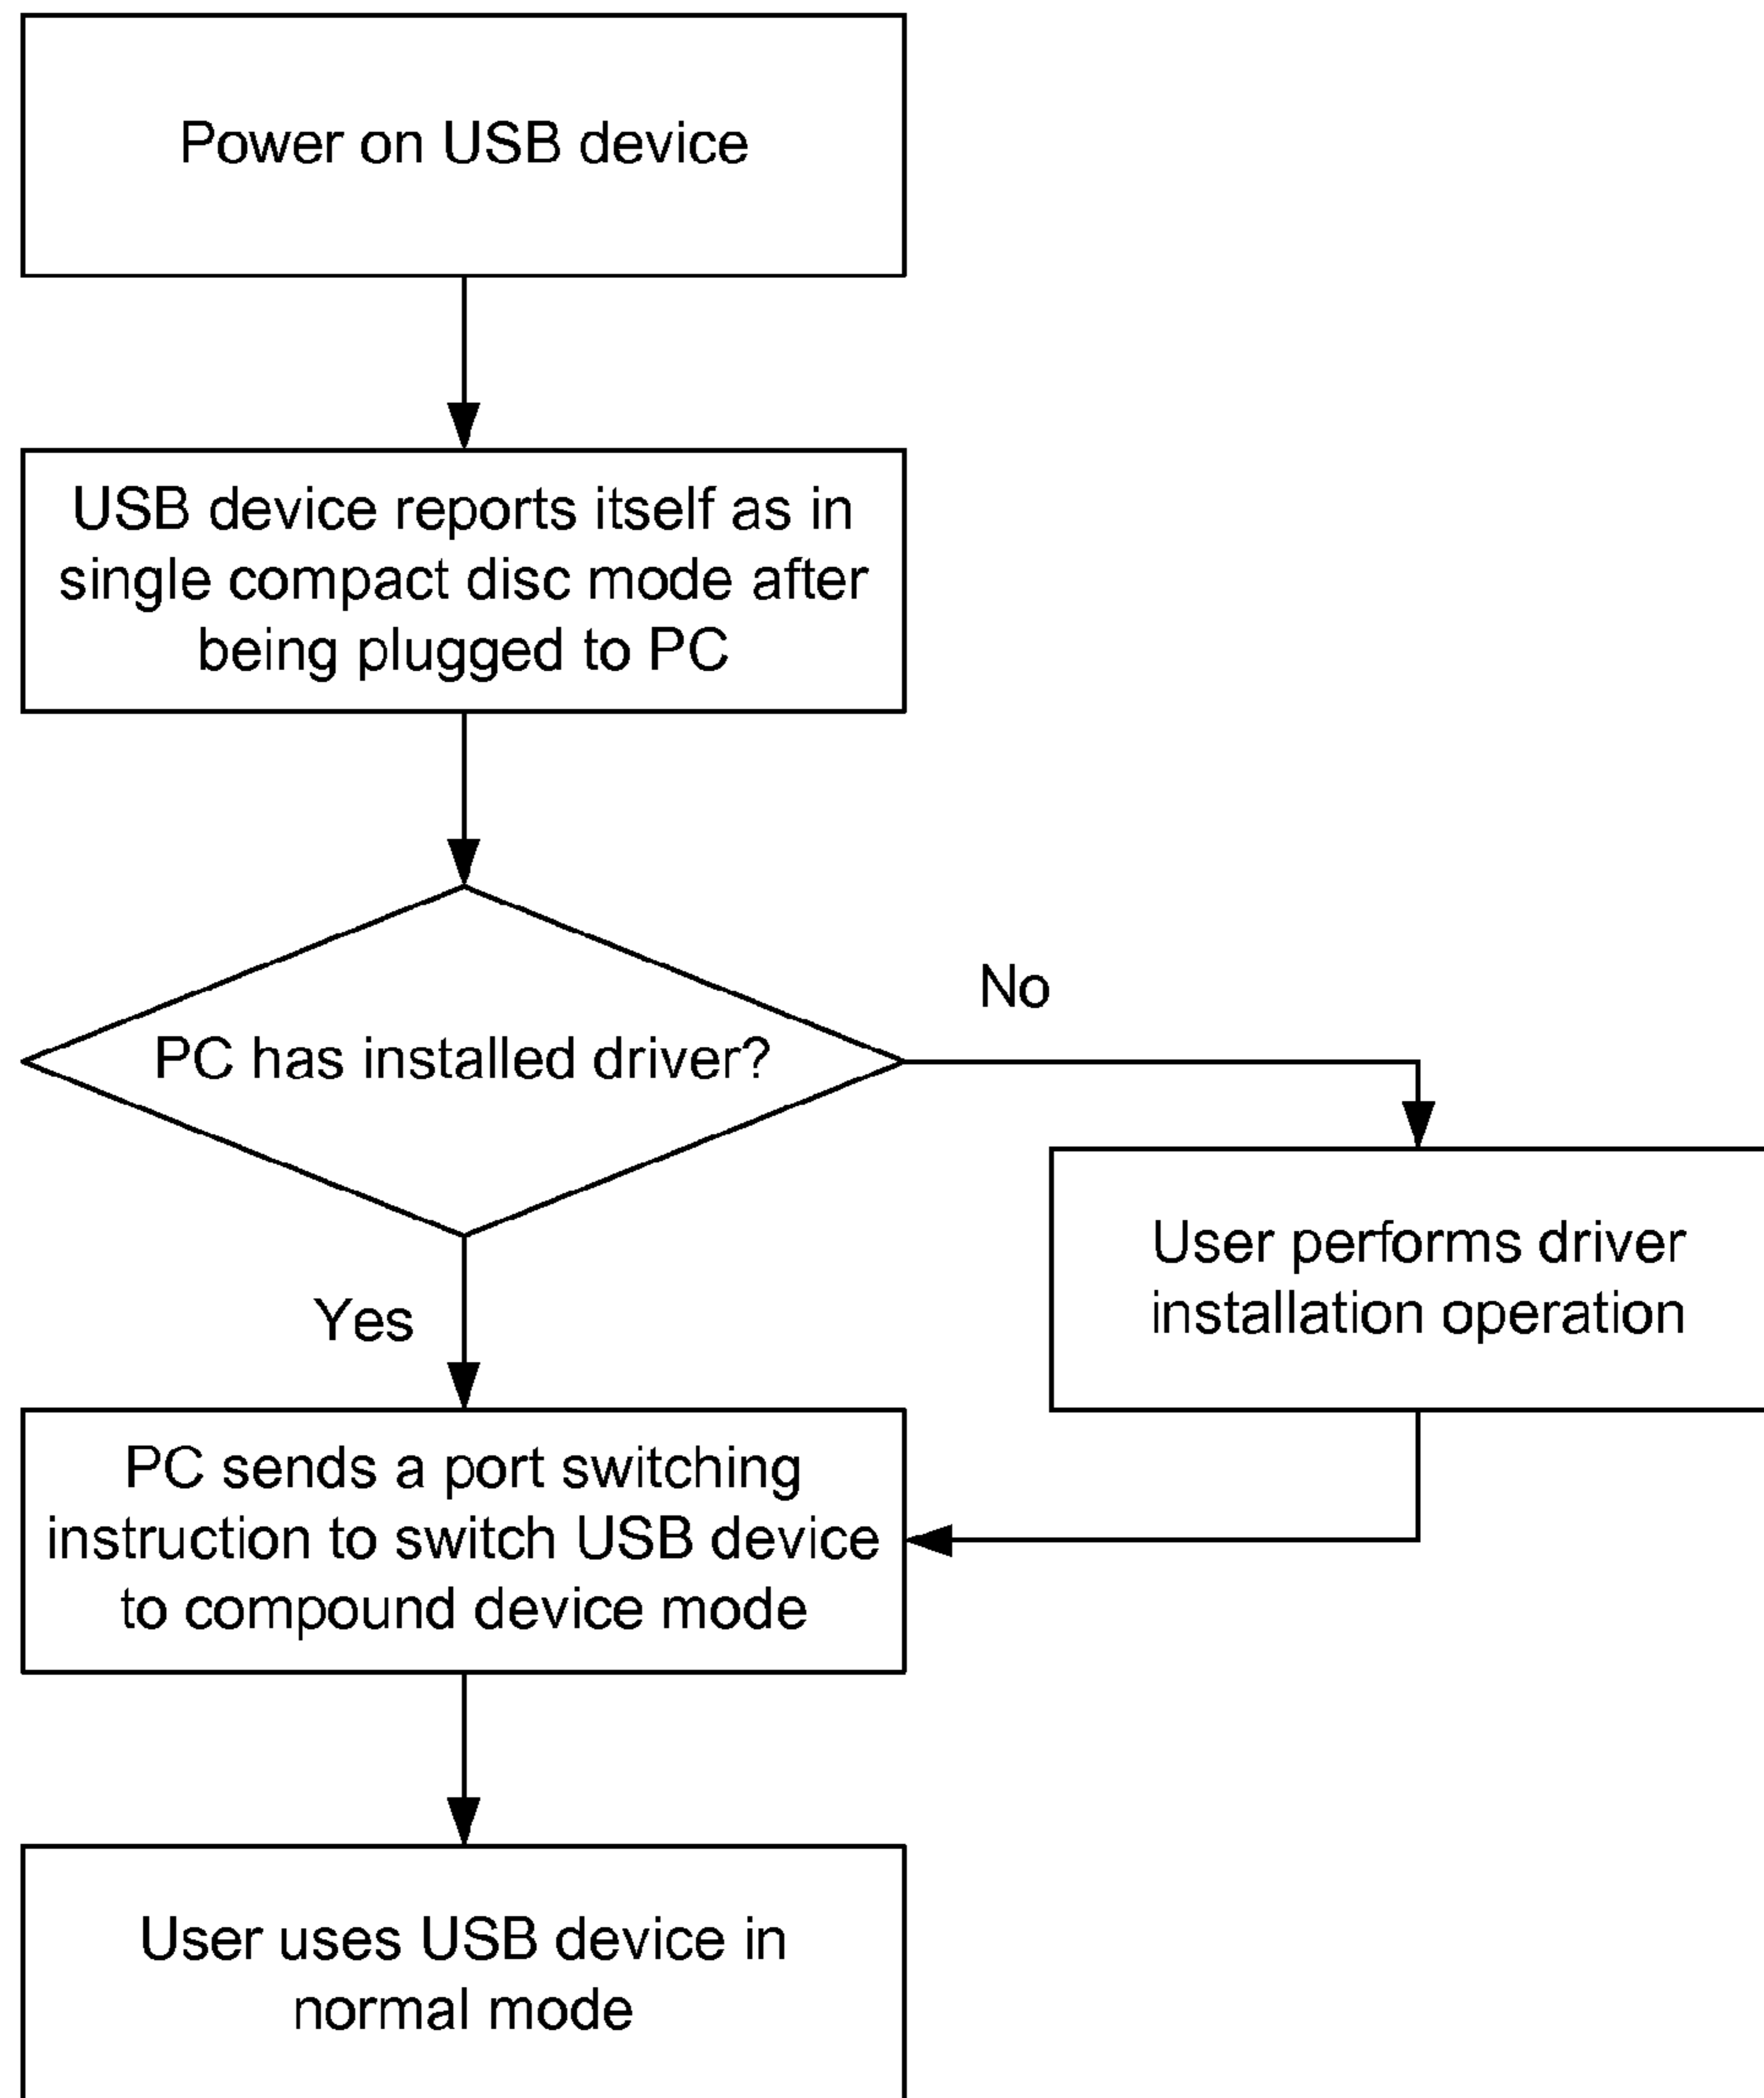 Power on USB device
USB device reports itself as in
single compact disc mode after
being plugged to PC
PC has installed driver?
No
User performs driver
installation operation
Yes
PC sends a port switching
instruction to switch USB device
to compound device mode
User uses USB device in
normal mode